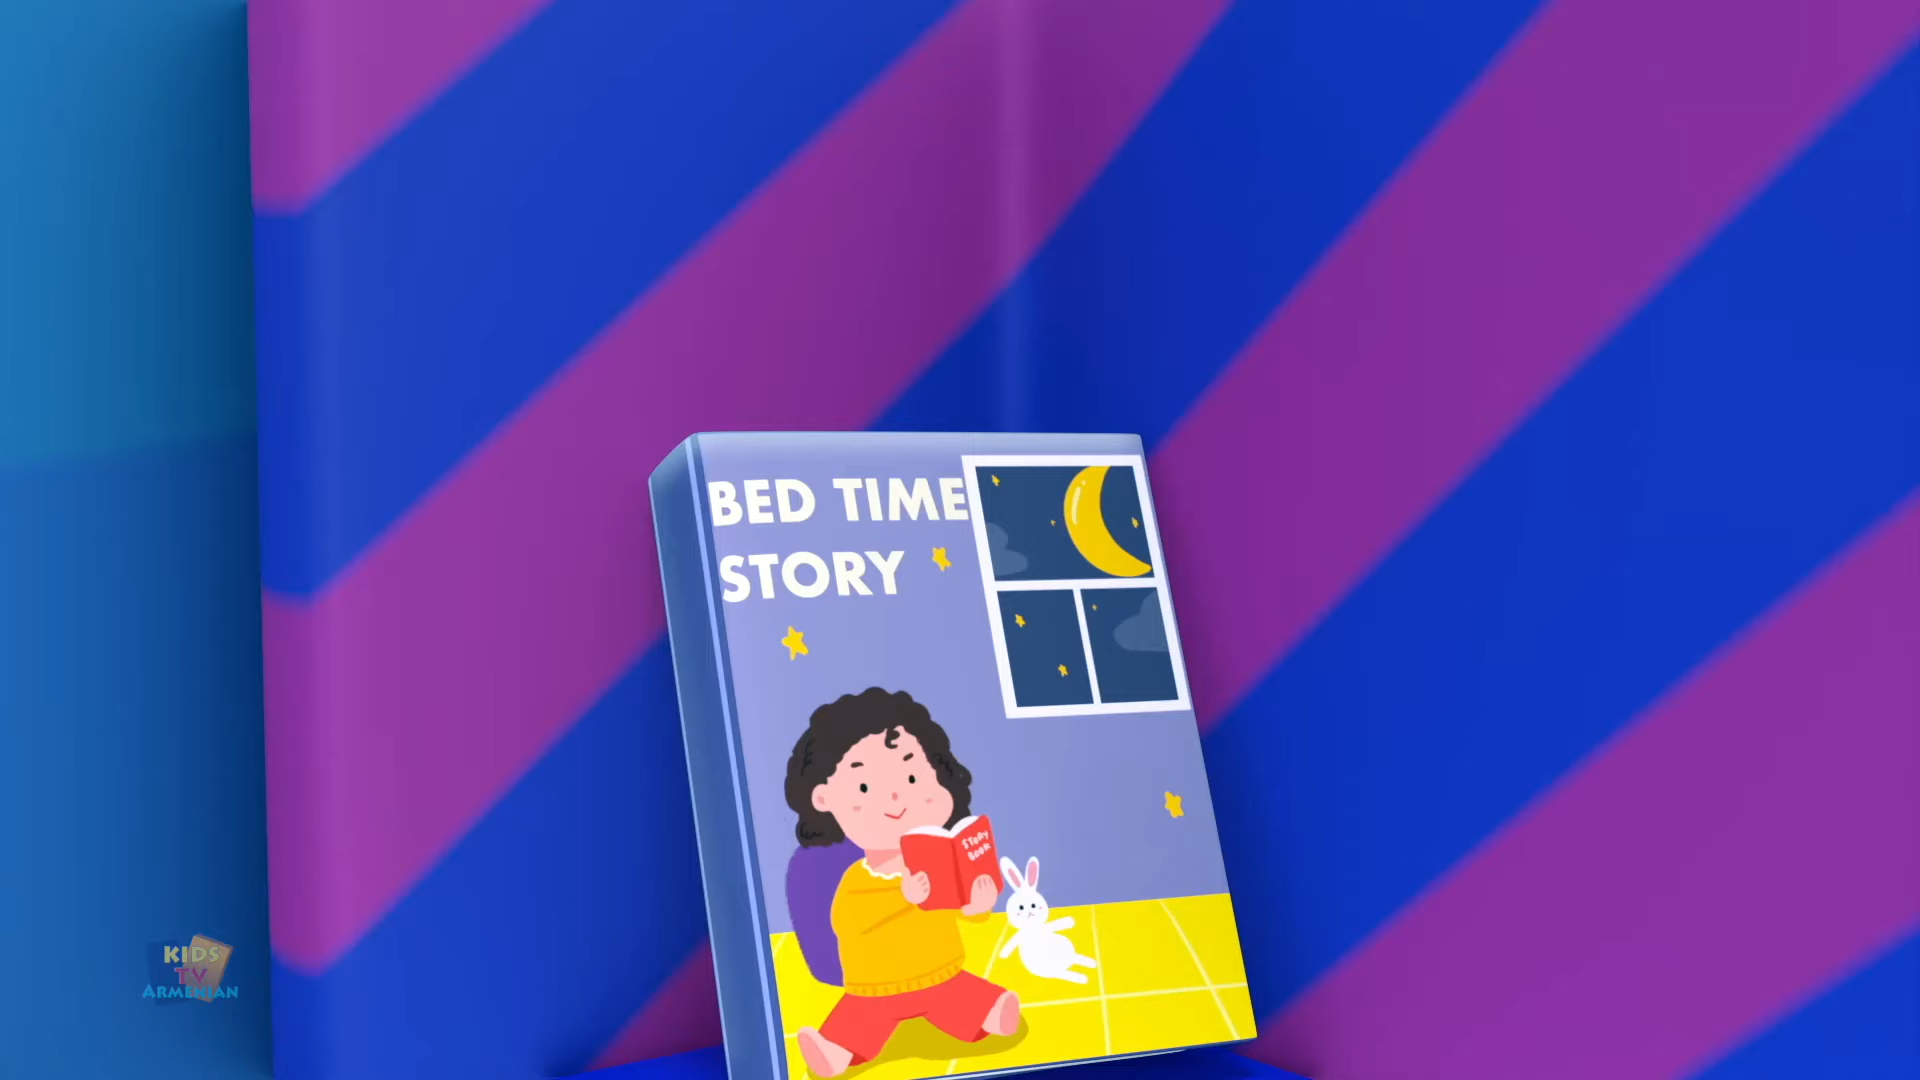 BED TIME
STORY
STORY
BOOK
KIDS
TV
ARMENIAN